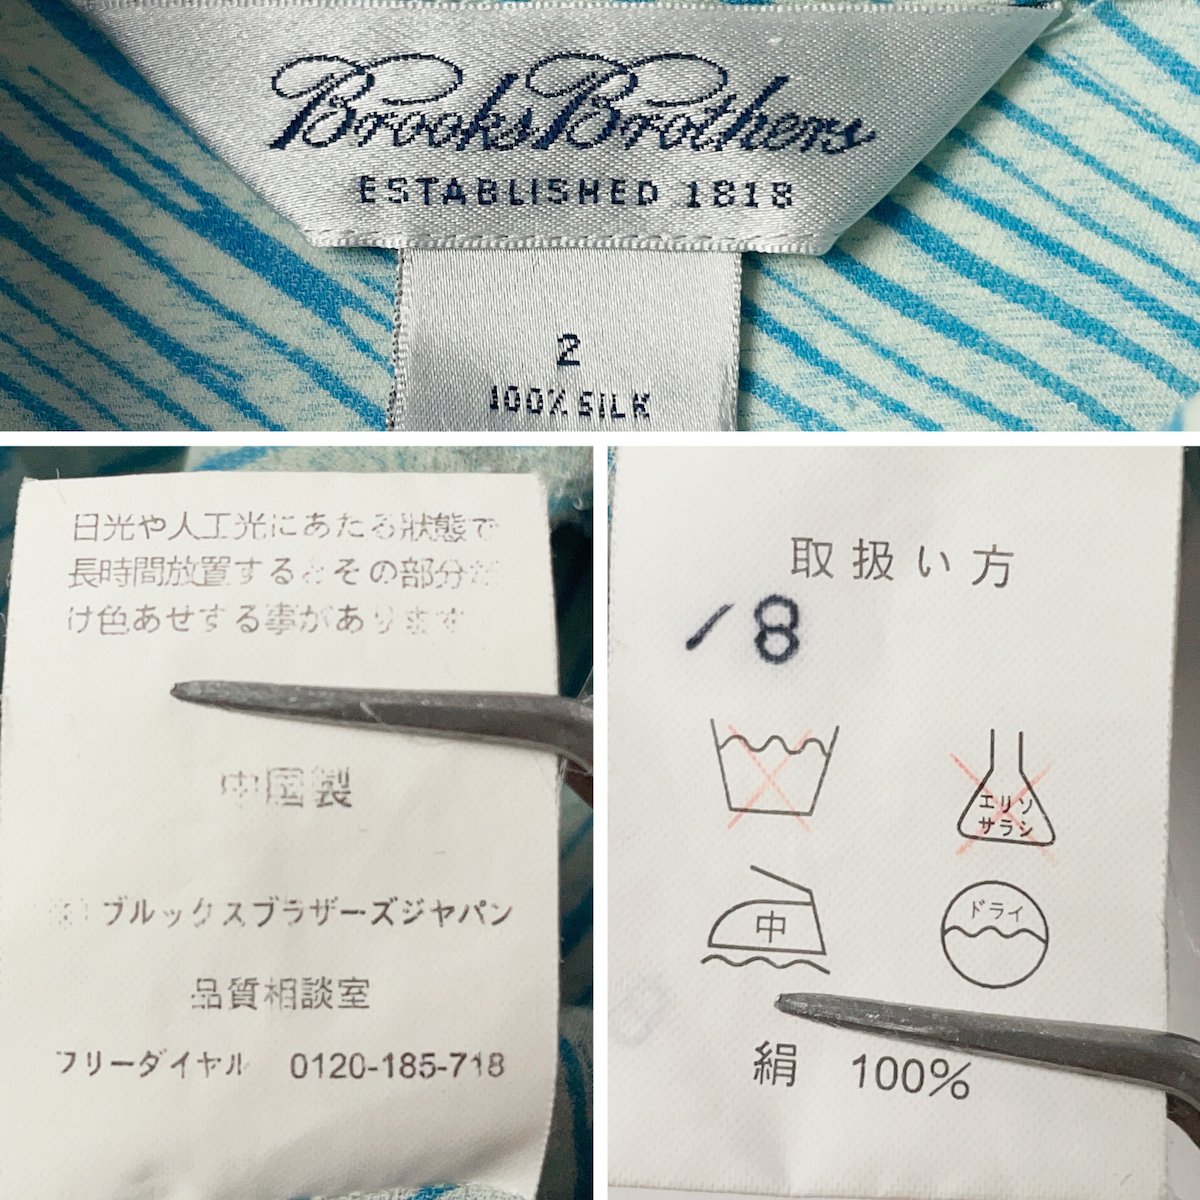 Brooks Brothers
ESTABLISHED 1818
2
100% SILK
日光や人工光にあたる狀態で
長時間放置するとその部分だ
け色あせする事があります
中国製
(株) ブルックスブラザーズジャパン
品質相談室
フリーダイヤル 0120-185-718
取扱い方
/ 8
エリソ
サラシ
中
ドライ
絹 100%